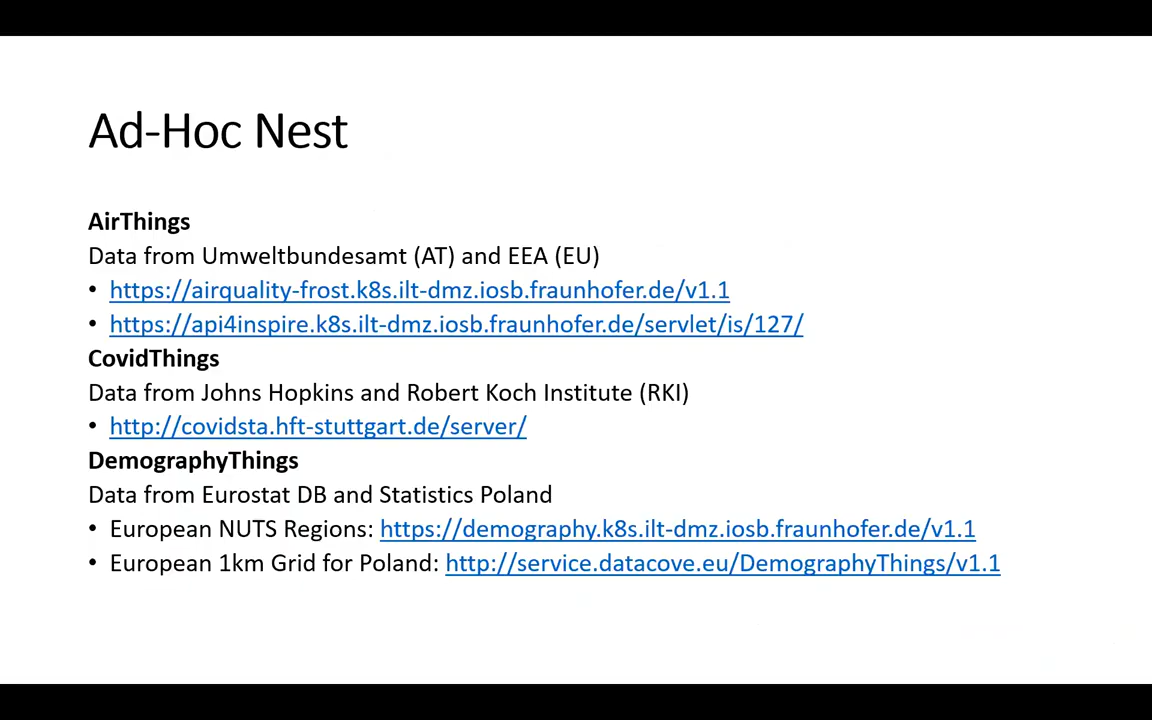 Ad-Hoc Nest
AirThings
Data from Umweltbundesamt (AT) and EEA (EU)
• https://airquality-frost.k8s.ilt-dmz.iosb.fraunhofer.de/v1.1
• https://api4inspire.k8s.ilt-dmz.iosb.fraunhofer.de/servlet/is/127/
CovidThings
Data from Johns Hopkins and Robert Koch Institute (RKI)
• http://covidsta.hft-stuttgart.de/server/
DemographyThings
Data from Eurostat DB and Statistics Poland
• European NUTS Regions: https://demography.k8s.ilt-dmz.iosb.fraunhofer.de/v1.1
• European 1km Grid for Poland: http://service.datacove.eu/DemographyThings/v1.1